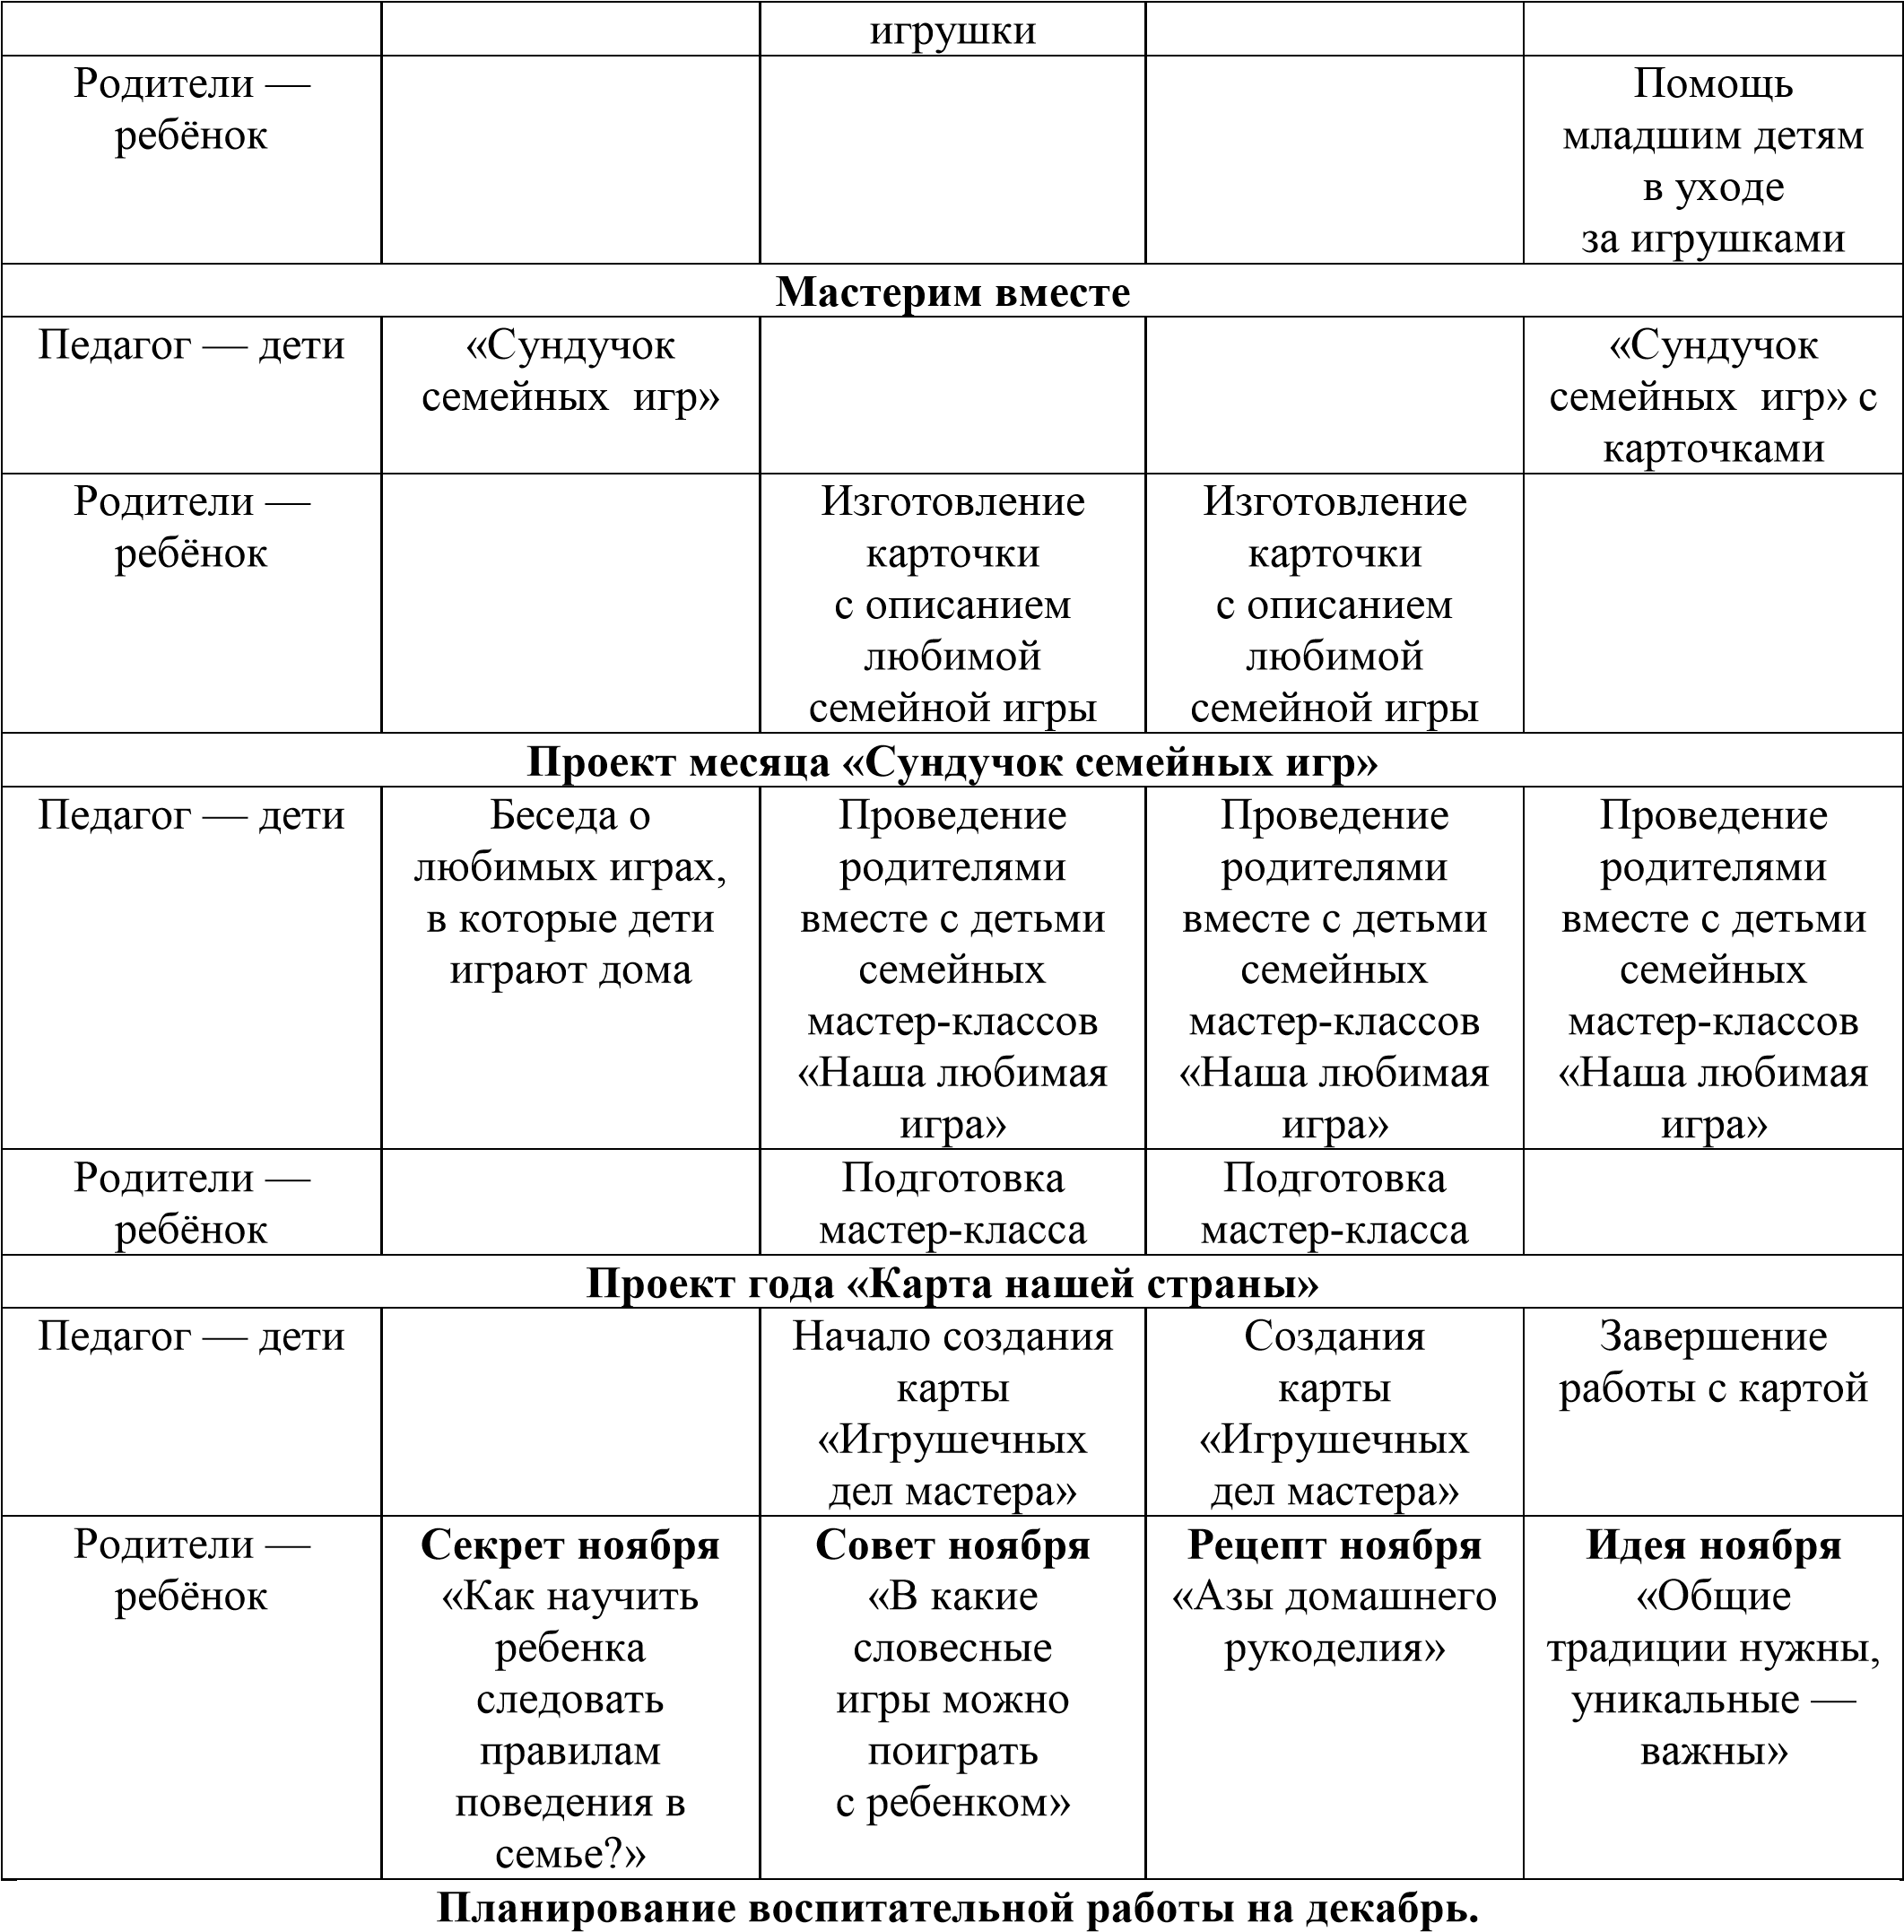 игрушки
Родители —
ребёнок
Помощь
младшим детям
в уходе
за игрушками
Мастерим вместе
Педагог — дети
«Сундучок
семейных игр»
«Сундучок
семейных игр» с
карточками
Родители —
ребёнок
Изготовление
карточки
с описанием
любимой
семейной игры
Изготовление
карточки
с описанием
любимой
семейной игры
Проект месяца «Сундучок семейных игр»
Педагог — дети
Беседа о
любимых играх,
в которые дети
играют дома
Проведение
родителями
вместе с детьми
семейных
мастер-классов
«Наша любимая
игра»
Проведение
родителями
вместе с детьми
семейных
мастер-классов
«Наша любимая
игра»
Проведение
родителями
вместе с детьми
семейных
мастер-классов
«Наша любимая
игра»
Родители —
ребёнок
Подготовка
мастер-класса
Подготовка
мастер-класса
Проект года «Карта нашей страны»
Педагог — дети
Начало создания
карты
«Игрушечных
дел мастера»
Создания
карты
«Игрушечных
дел мастера»
Завершение
работы с картой
Родители —
ребёнок
Секрет ноября
«Как научить
ребенка
следовать
правилам
поведения в
семье?»
Совет ноября
«В какие
словесные
игры можно
поиграть
с ребенком»
Рецепт ноября
«Азы домашнего
рукоделия»
Идея ноября
«Общие
традиции нужны,
уникальные —
важны»
Планирование воспитательной работы на декабрь.